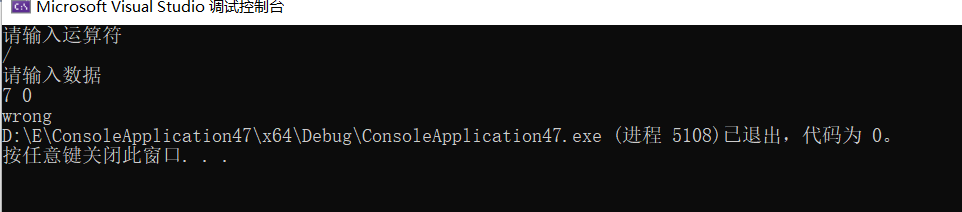 Microsoft Visual Studio 调试控制台
请输入运算符
/
请输入数据
7 0
wrong
D:\E\ConsoleApplication47\x64\Debug\ConsoleApplication47.exe (进程 5108)已退出，代码为 0。
按任意键关闭此窗口. . .